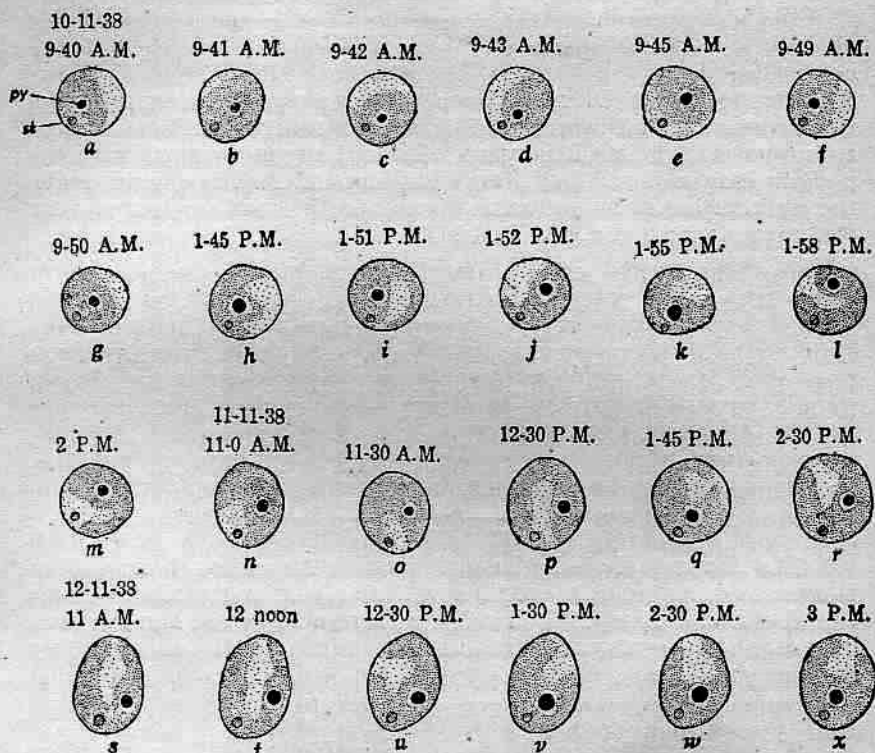 10-11-38
9-40 A.M. 9-41 A.M. 9-42 A.M. 9-43 A.M. 9-45 A.M. 9-49 A.M.
py
st
a b c d e f
9-50 A.M. 1-45 P.M. 1-51 P.M. 1-52 P.M. 1-55 P.M. 1-58 P.M.
g h i j k l
11-11-38
2 P.M. 11-0 A.M. 11-30 A.M. 12-30 P.M. 1-45 P.M. 2-30 P.M.
m n o p q r
12-11-38
11 A.M. 12 noon 12-30 P.M. 1-30 P.M. 2-30 P.M. 3 P.M.
s t u v w x